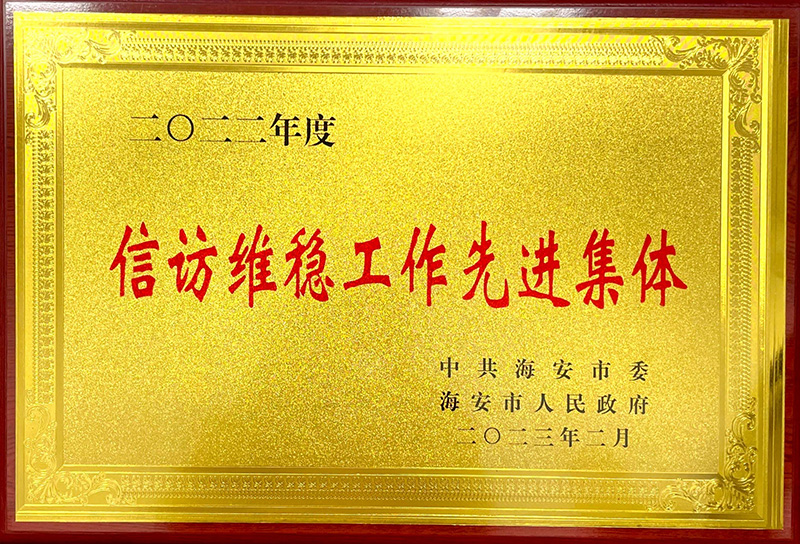 二〇二二年度
信访维稳工作先进集体
中共海安市委
海安市人民政府
二〇二三年二月